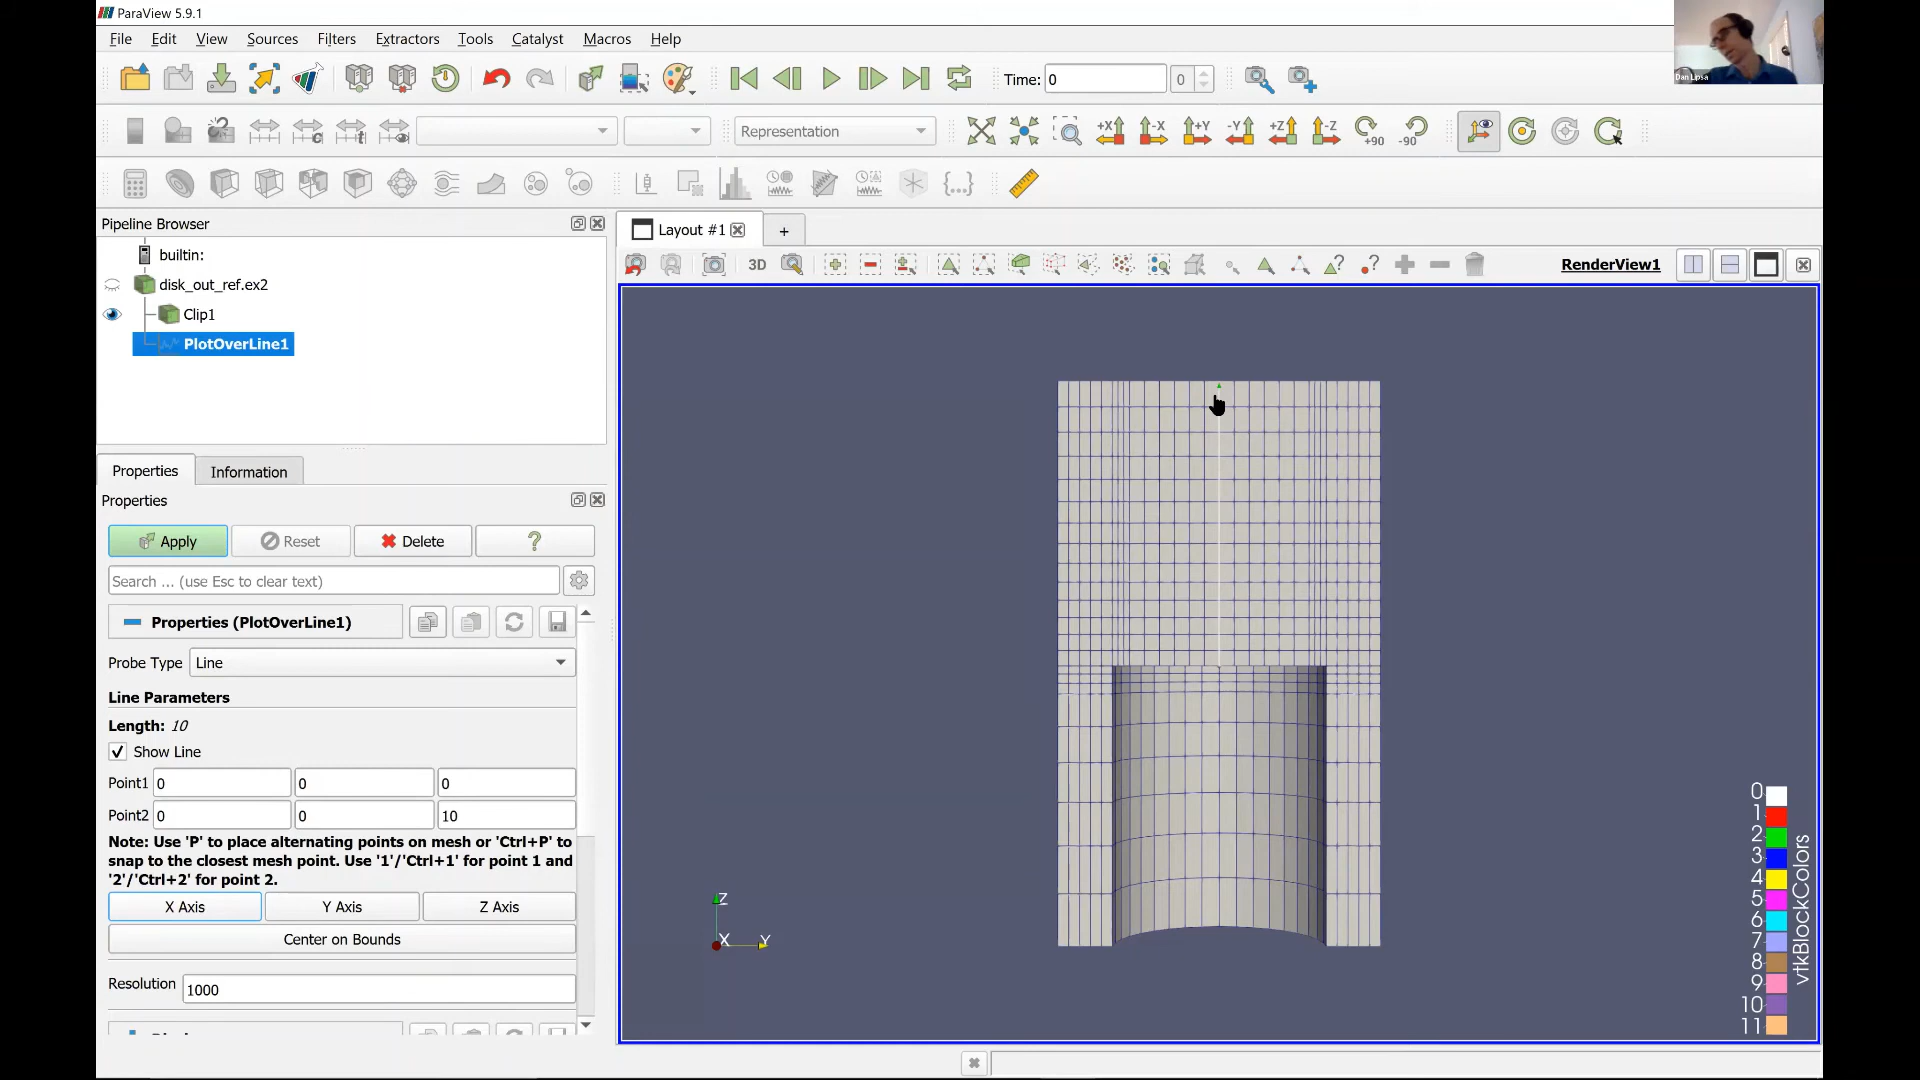 ParaView 5.9.1
File Edit View Sources Filters Extractors Tools Catalyst Macros Help
Dan Lipsa
Time: 0 0
Representation +X -X +Y -Y +Z -Z +90 -90
Pipeline Browser
Layout #1 +
builtin:
3D RenderView1
disk_out_ref.ex2
Clip1
PlotOverLine1
Properties Information
Properties
Apply Reset Delete ?
Search ... (use Esc to clear text)
Properties (PlotOverLine1)
Probe Type Line
Line Parameters
Length: 10
Show Line
Point1 0 0 0
Point2 0 0 10
Note: Use 'P' to place alternating points on mesh or 'Ctrl+P' to
snap to the closest mesh point. Use '1'/'Ctrl+1' for point 1 and
'2'/'Ctrl+2' for point 2.
X Axis Y Axis Z Axis
Center on Bounds
Resolution 1000
Z
X Y
0
1
2
3
4
5
6
7
8
9
10
11
vtkBlockColors